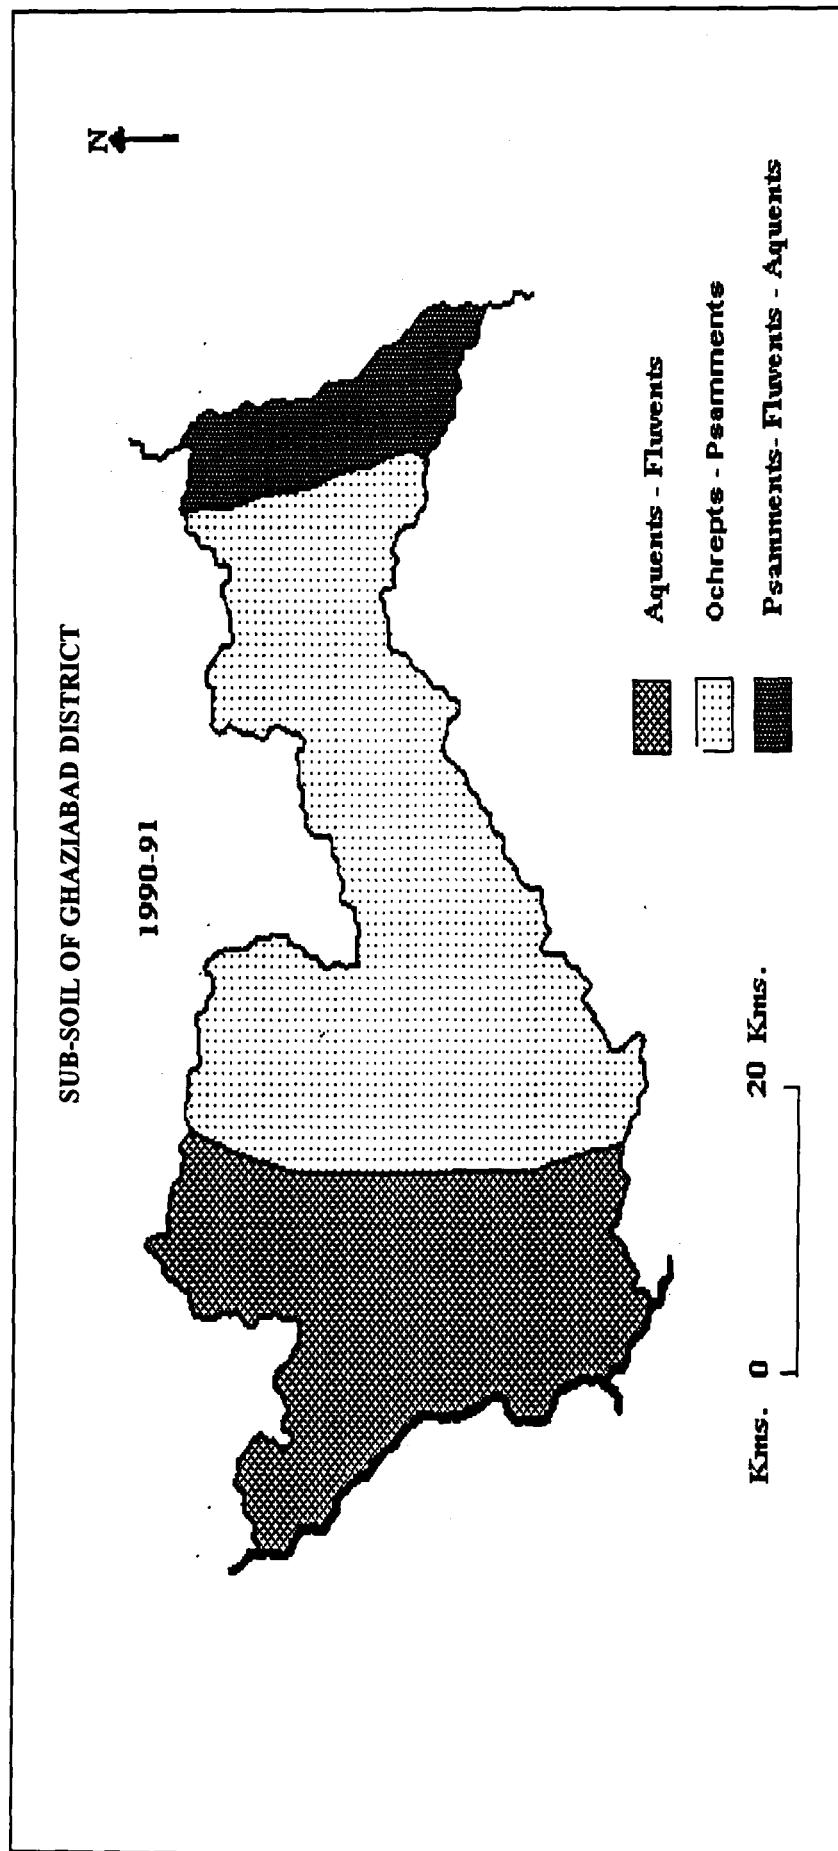 SUB-SOIL OF GHAZIABAD DISTRICT
1990-91
N
Aquents - Fluvents
Ochrepts - Psamments
Psamments- Fluvents - Aquents
Kms. 0 20 Kms.